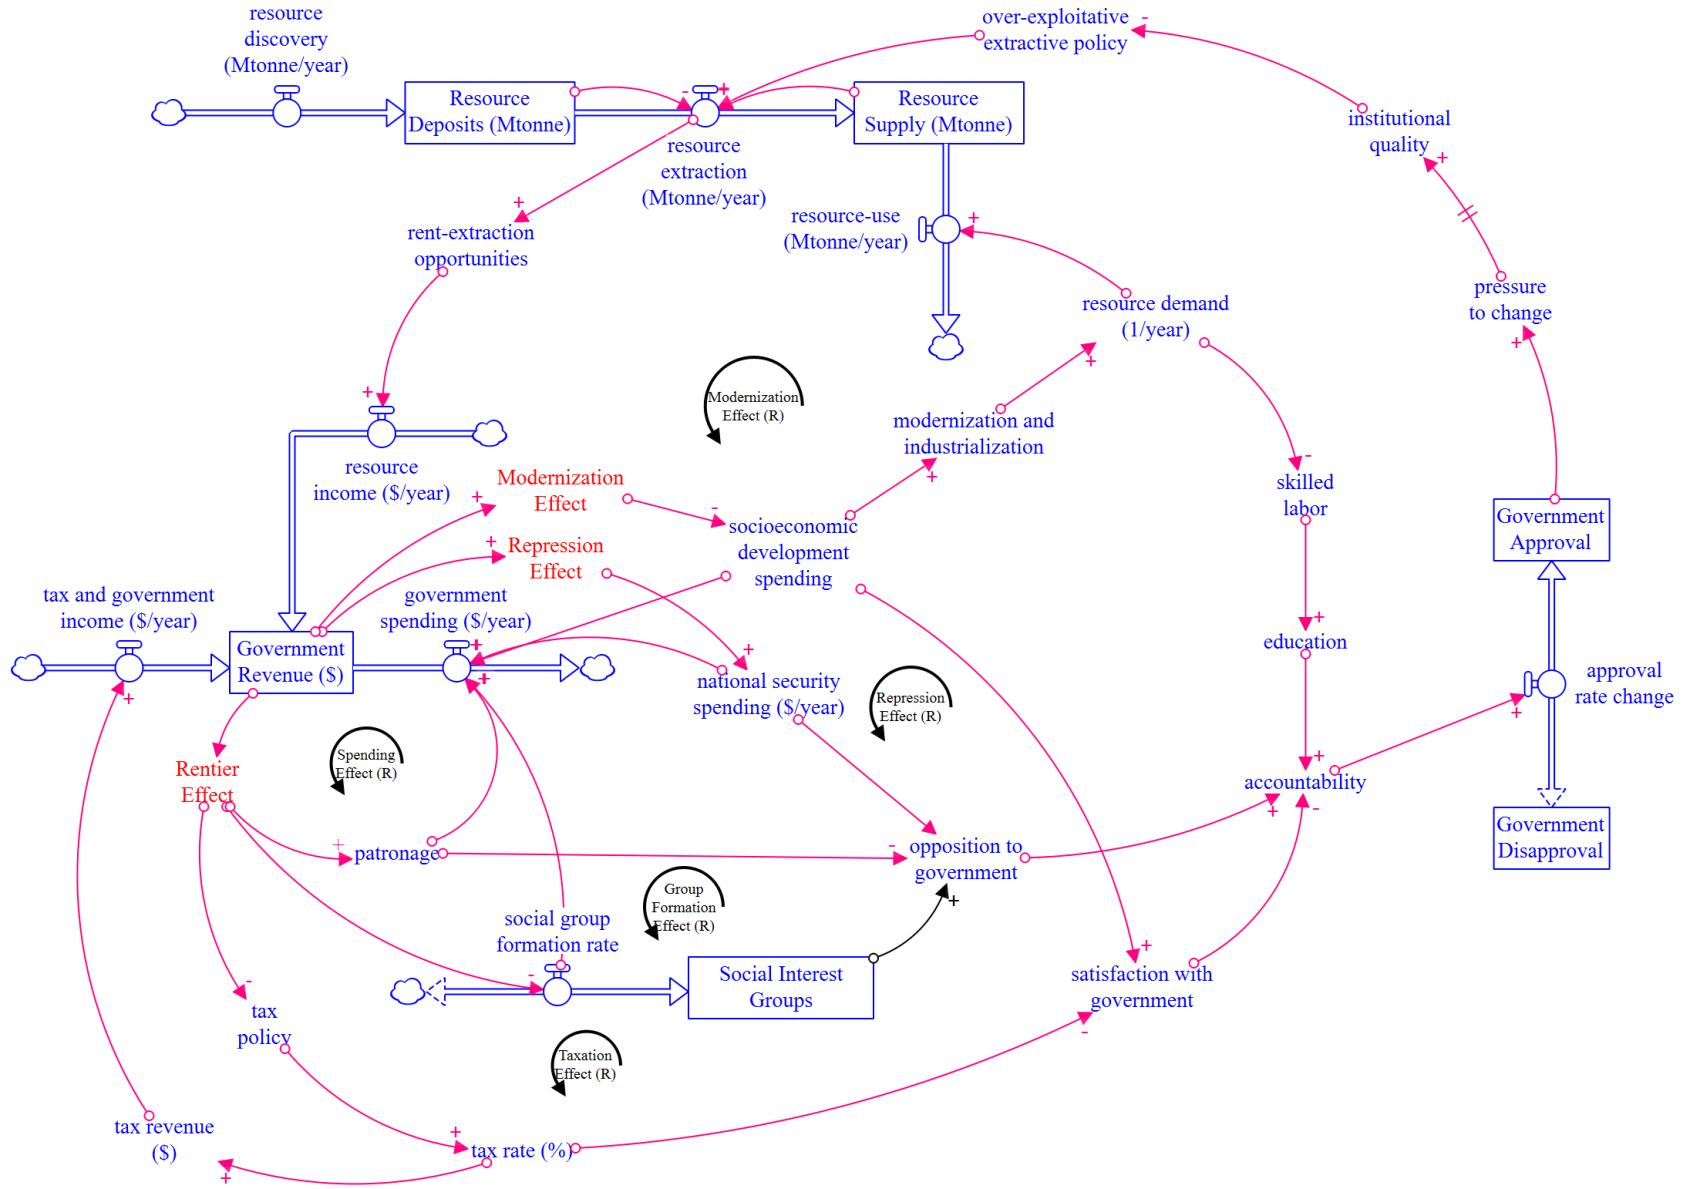 resource
discovery
(Mtonne/year)
over-exploitative
extractive policy
-
Resource
Deposits (Mtonne)
-
+
Resource
Supply (Mtonne)
institutional
quality
+
resource
extraction
(Mtonne/year)
+
rent-extraction
opportunities
resource-use
(Mtonne/year)
+
resource demand
(1/year)
+
pressure
to change
+
Modernization
Effect (R)
modernization and
industrialization
+
+
resource
income ($/year)
Modernization
Effect
+
-
skilled
labor
-
socioeconomic
development
spending
Government
Approval
Repression
Effect
+
tax and government
income ($/year)
+
government
spending ($/year)
+
+
Government
Revenue ($)
+
education
+
national security
spending ($/year)
Repression
Effect (R)
approval
rate change
+
Spending
Effect (R)
Rentier
Effect
+
accountability
+
-
+
patronage
-
opposition to
government
+
Government
Disapproval
Group
Formation
Effect (R)
social group
formation rate
-
Social Interest
Groups
+
satisfaction with
government
-
-
tax
policy
Taxation
Effect (R)
tax revenue
($)
+
tax rate (%)
+